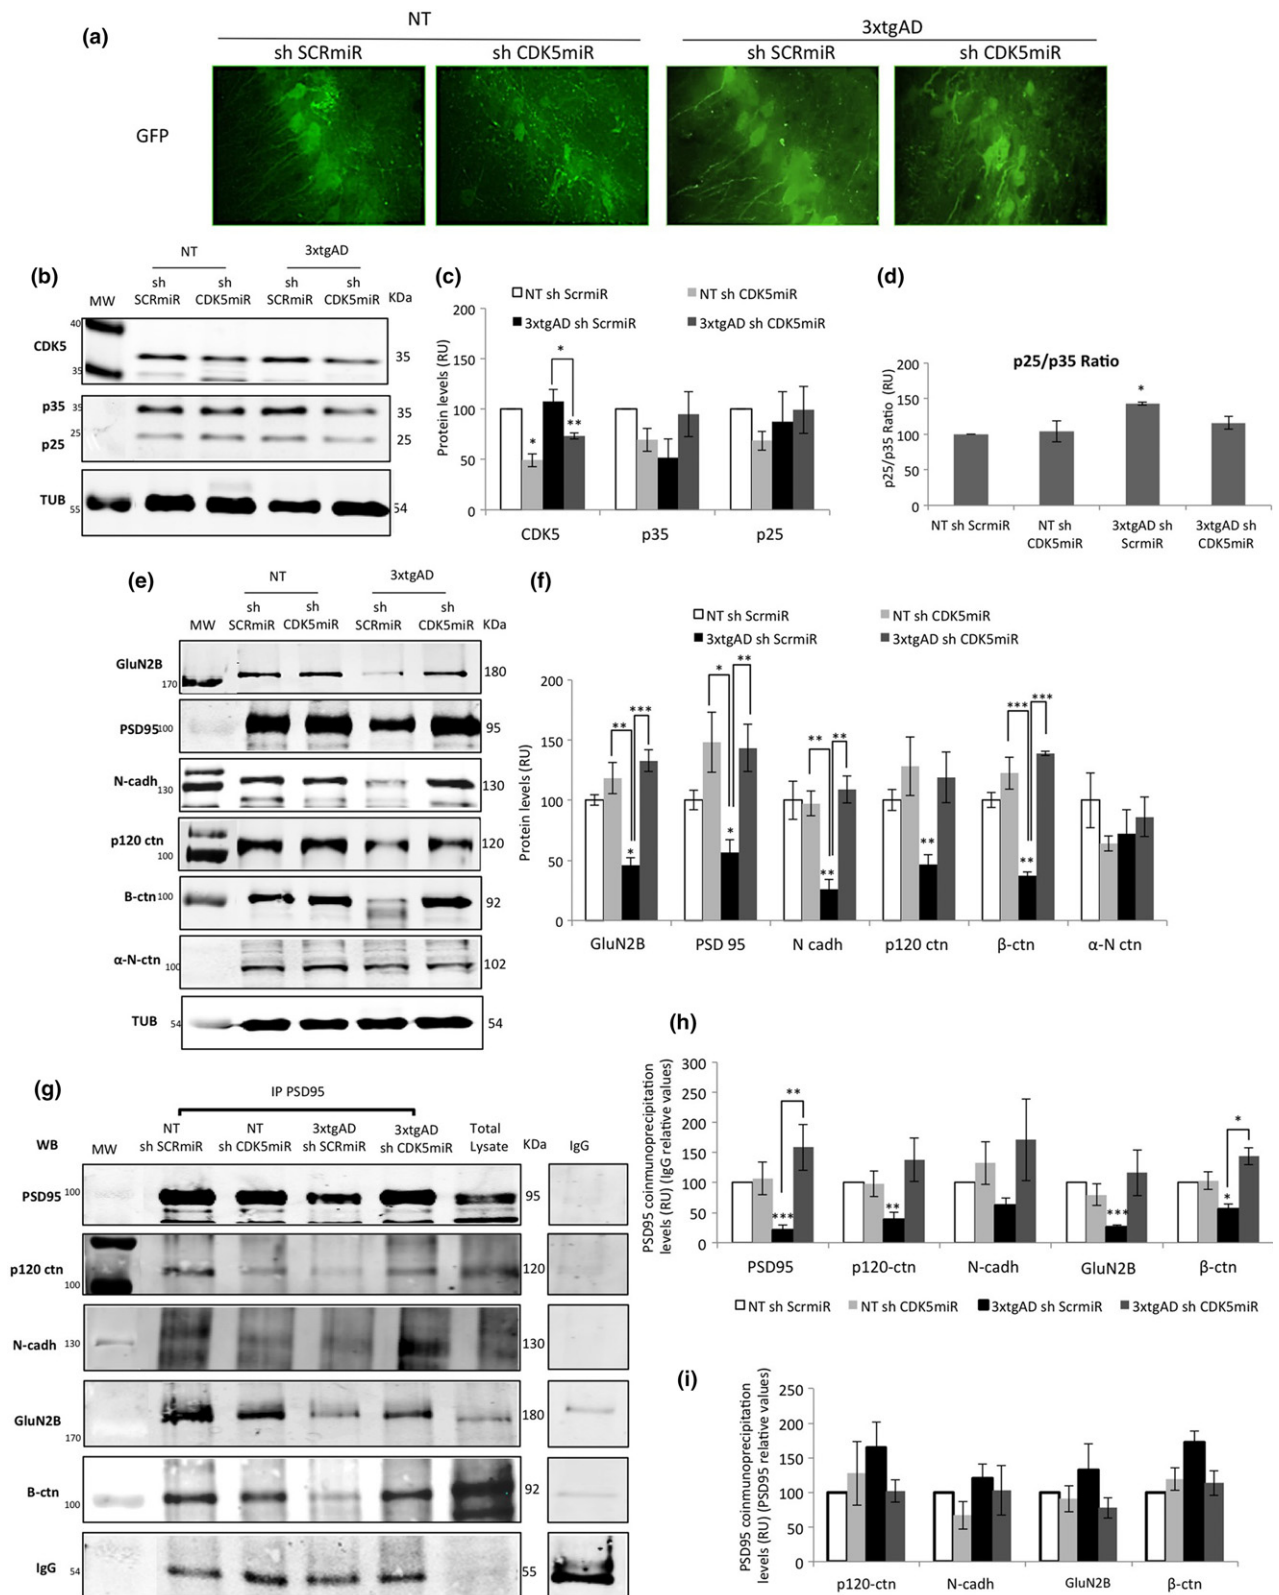 (a)
NT
3xtgAD
sh SCRmiR
sh CDK5miR
sh SCRmiR
sh CDK5miR
GFP
(b)
NT
3xtgAD
MW
sh SCRmiR
sh CDK5miR
sh SCRmiR
sh CDK5miR
KDa
40
CDK5
35
35
p35
35
35
p25
25
25
TUB
55
54
(c)
NT sh ScrmiR
NT sh CDK5miR
3xtgAD sh ScrmiR
3xtgAD sh CDK5miR
Protein levels (RU)
200
150
100
50
0
*
*
**
CDK5
p35
p25
(d)
p25/p35 Ratio
p25/p35 Ratio (RU)
200
150
100
50
0
*
NT sh ScrmiR
NT sh CDK5miR
3xtgAD sh ScrmiR
3xtgAD sh CDK5miR
(e)
NT
3xtgAD
MW
sh SCRmiR
sh CDK5miR
sh SCRmiR
sh CDK5miR
KDa
GluN2B
170
180
PSD95
100
95
N-cadh
130
130
p120 ctn
100
120
B-ctn
100
92
α-N-ctn
100
102
TUB
54
54
(f)
NT sh ScrmiR
NT sh CDK5miR
3xtgAD sh ScrmiR
3xtgAD sh CDK5miR
Protein levels (RU)
200
150
100
50
0
** *** *
* ** *
** ** **
**
*** *** **
GluN2B
PSD 95
N cadh
p120 ctn
β-ctn
α-N ctn
(g)
IP PSD95
WB
MW
NT sh SCRmiR
NT sh CDK5miR
3xtgAD sh SCRmiR
3xtgAD sh CDK5miR
Total Lysate
KDa
IgG
PSD95
100
95
p120 ctn
100
120
N-cadh
130
130
GluN2B
170
180
B-ctn
100
92
IgG
54
55
(h)
PSD95 coinmunoprecipitation levels (RU) (IgG relative values)
300
250
200
150
100
50
0
**
***
**
***
*
*
PSD95
p120-ctn
N-cadh
GluN2B
β-ctn
NT sh ScrmiR
NT sh CDK5miR
3xtgAD sh ScrmiR
3xtgAD sh CDK5miR
(i)
PSD95 coinmunoprecipitation levels (RU) (PSD95 relative values)
250
200
150
100
50
0
p120-ctn
N-cadh
GluN2B
β-ctn